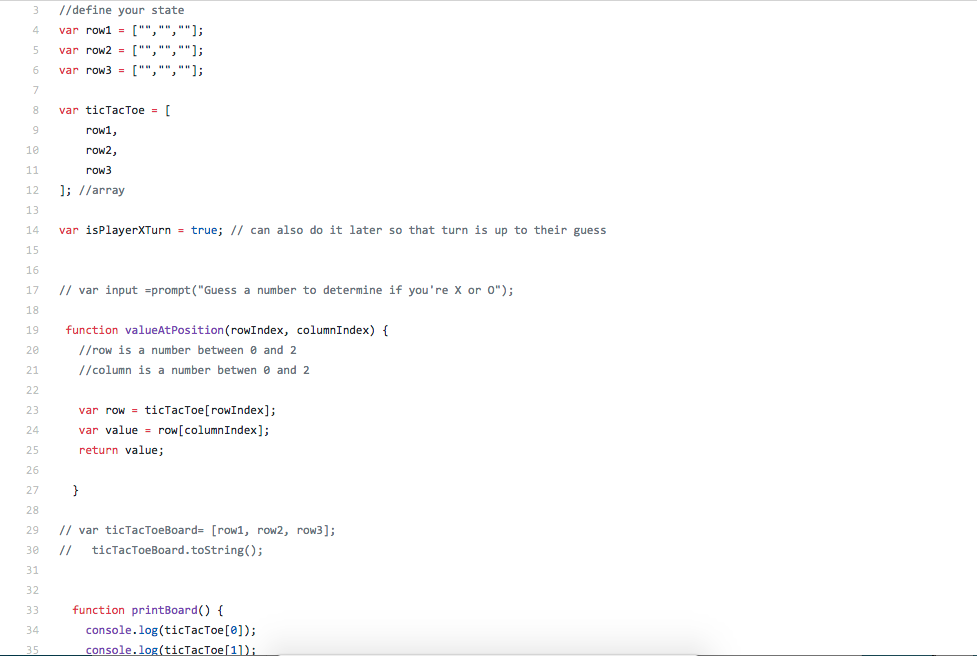 3 //define your state
4 var row1 = ["","",""];
5 var row2 = ["","",""];
6 var row3 = ["","",""];
7
8 var ticTacToe = [
9 row1,
10 row2,
11 row3
12 ]; //array
13
14 var isPlayerXTurn = true; // can also do it later so that turn is up to their guess
15
16
17 // var input =prompt("Guess a number to determine if you're X or O");
18
19 function valueAtPosition(rowIndex, columnIndex) {
20 //row is a number between 0 and 2
21 //column is a number betwen 0 and 2
22
23 var row = ticTacToe[rowIndex];
24 var value = row[columnIndex];
25 return value;
26
27 }
28
29 // var ticTacToeBoard= [row1, row2, row3];
30 // ticTacToeBoard.toString();
31
32
33 function printBoard() {
34 console.log(ticTacToe[0]);
35 console.log(ticTacToe[1]);